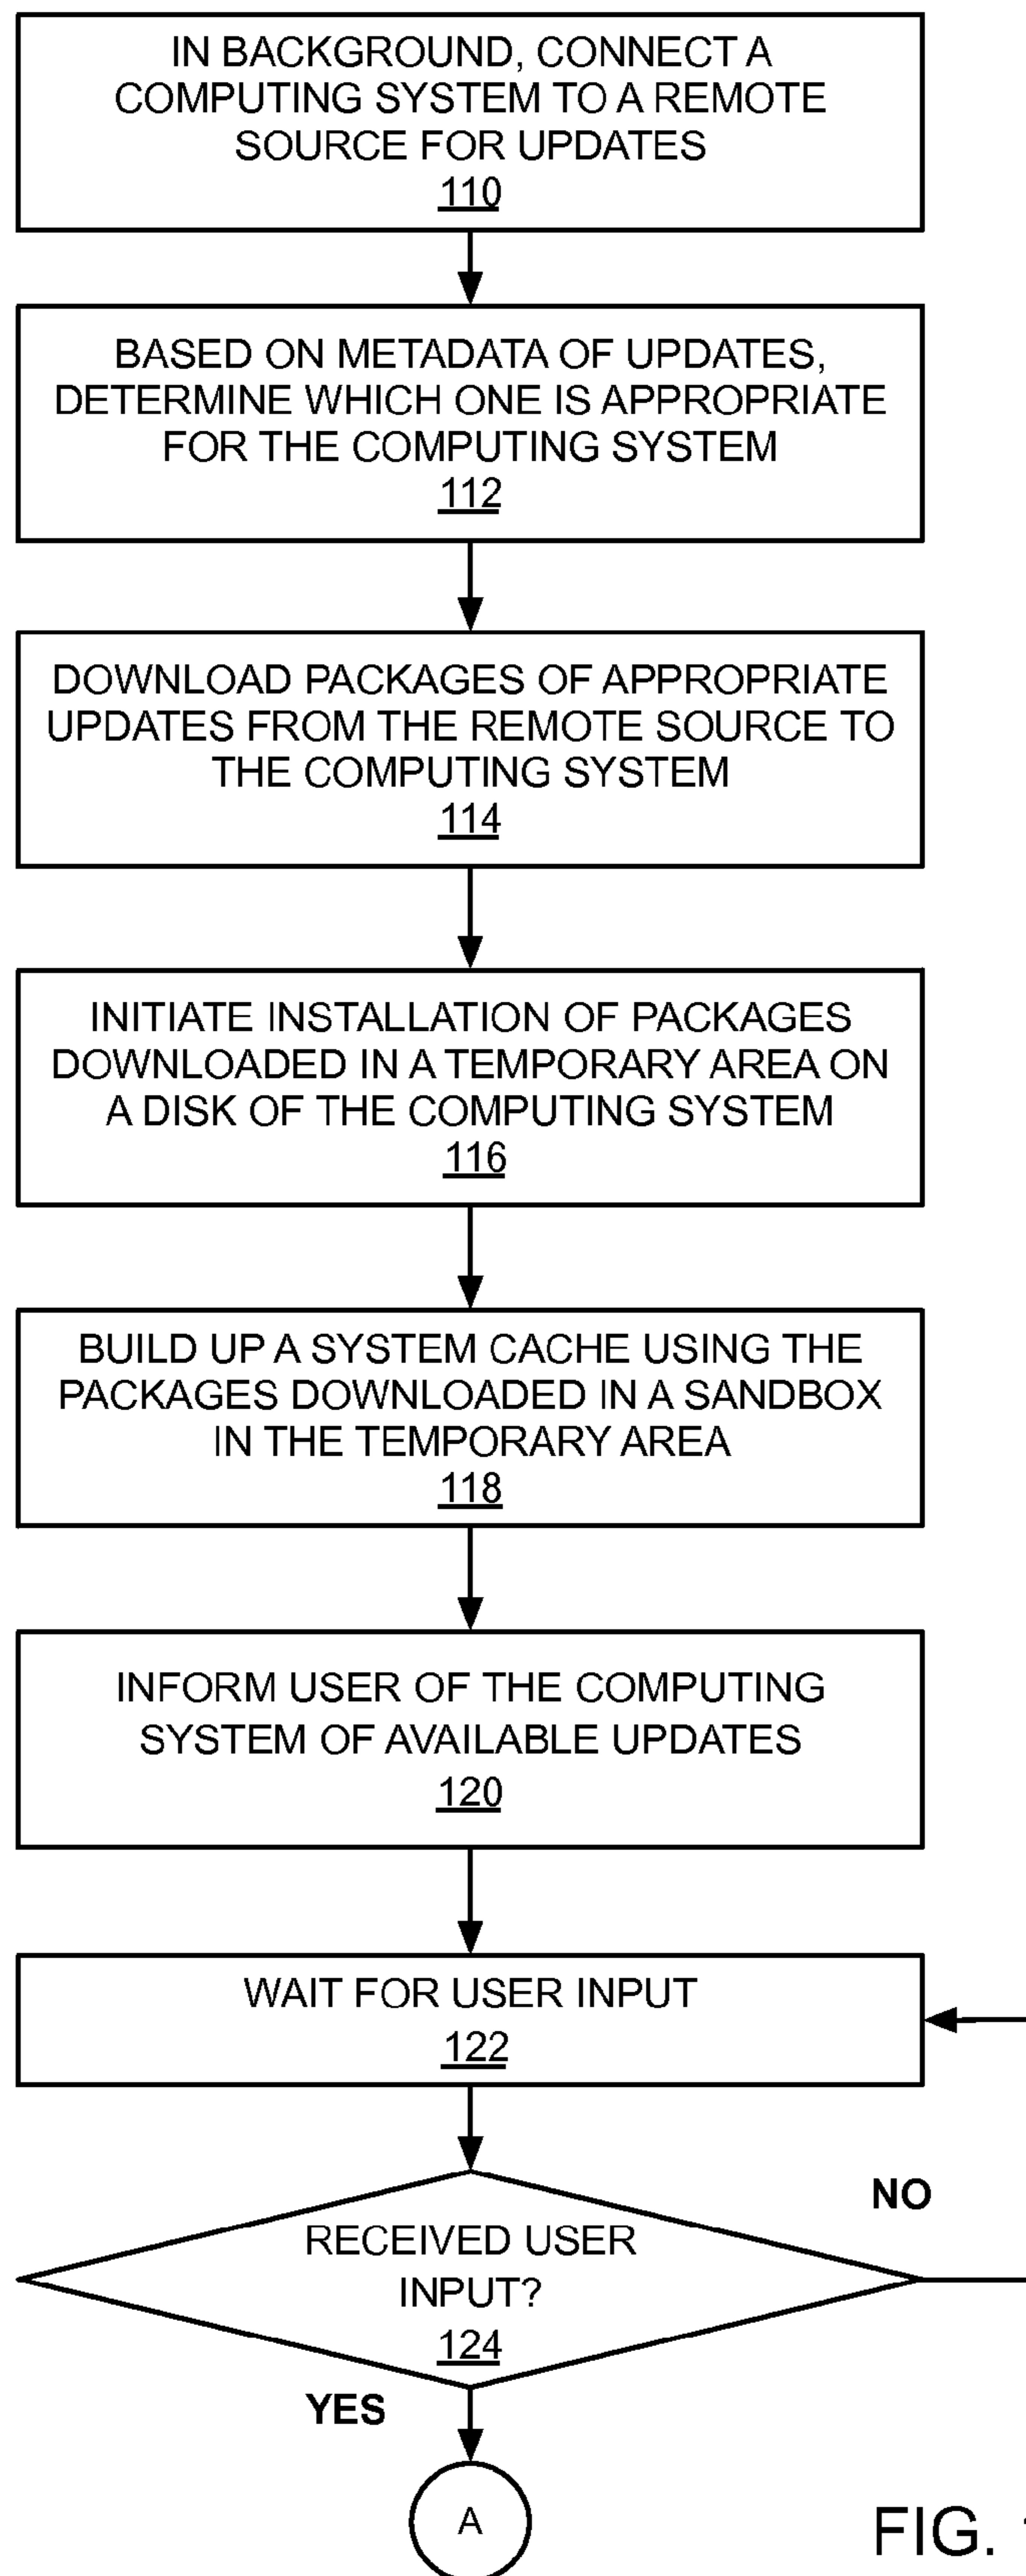 IN BACKGROUND, CONNECT A
COMPUTING SYSTEM TO A REMOTE
SOURCE FOR UPDATES
110
BASED ON METADATA OF UPDATES,
DETERMINE WHICH ONE IS APPROPRIATE
FOR THE COMPUTING SYSTEM
112
DOWNLOAD PACKAGES OF APPROPRIATE
UPDATES FROM THE REMOTE SOURCE TO
THE COMPUTING SYSTEM
114
INITIATE INSTALLATION OF PACKAGES
DOWNLOADED IN A TEMPORARY AREA ON
A DISK OF THE COMPUTING SYSTEM
116
BUILD UP A SYSTEM CACHE USING THE
PACKAGES DOWNLOADED IN A SANDBOX
IN THE TEMPORARY AREA
118
INFORM USER OF THE COMPUTING
SYSTEM OF AVAILABLE UPDATES
120
WAIT FOR USER INPUT
122
NO
RECEIVED USER
INPUT?
124
YES
A
FIG.